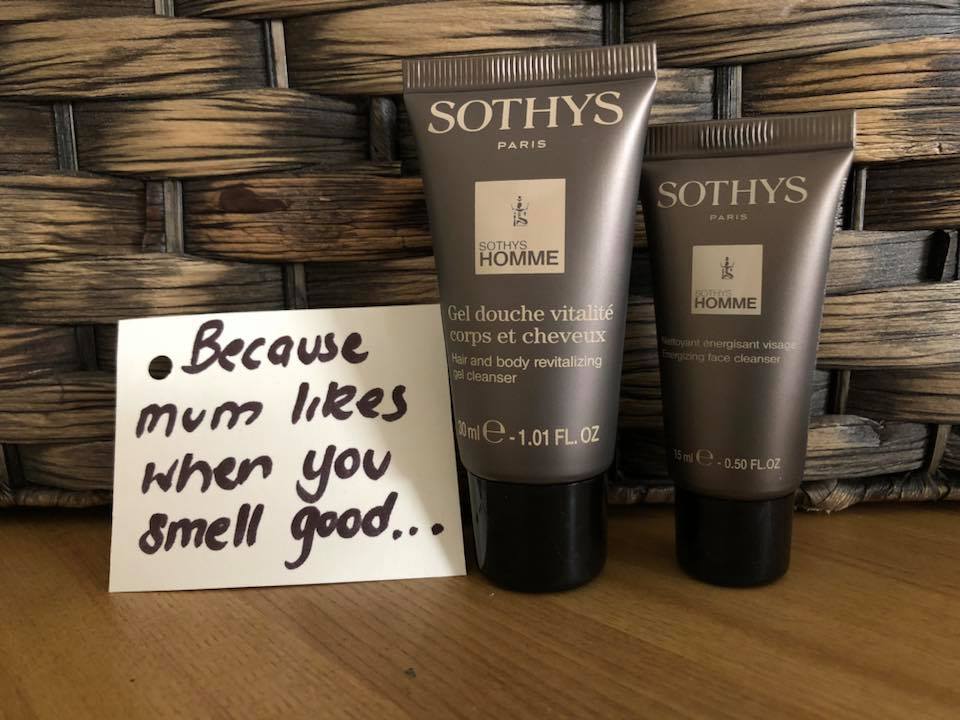 • Because
mum likes
when you
smell good...
SOTHYS
PARIS
SOTHYS
HOMME
Gel douche vitalité
corps et cheveux
Hair and body revitalizing
gel cleanser
30 ml e - 1.01 FL. OZ
SOTHYS
PARIS
SOTHYS
HOMME
Nettoyant énergisant visage
Energizing face cleanser
15 ml e - 0.50 FL.OZ